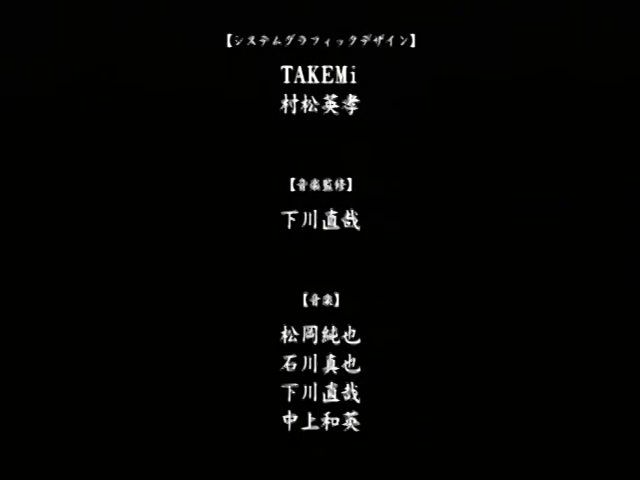 【システムグラフィックデザイン】
TAKEMi
村松英孝
【音楽監修】
下川直哉
【音楽】
松岡純也
石川真也
下川直哉
中上和英